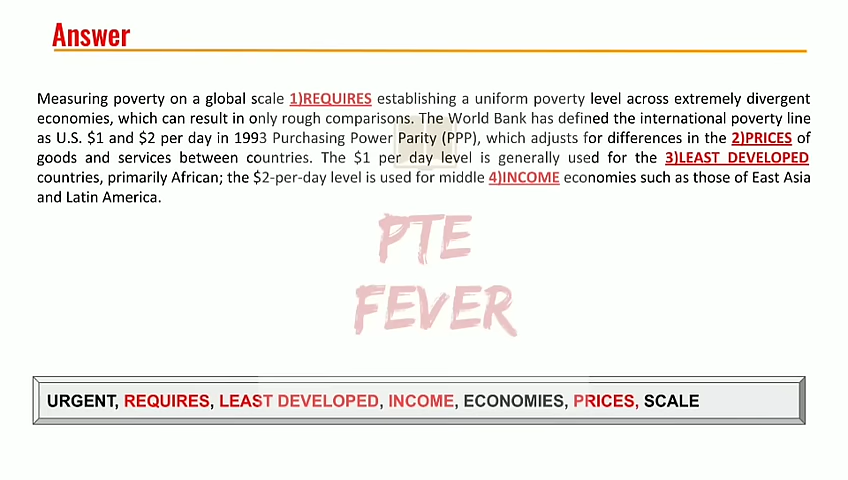 Answer
Measuring poverty on a global scale 1)REQUIRES establishing a uniform poverty level across extremely divergent
economies, which can result in only rough comparisons. The World Bank has defined the international poverty line
as U.S. $1 and $2 per day in 1993 Purchasing Power Parity (PPP), which adjusts for differences in the 2)PRICES of
goods and services between countries. The $1 per day level is generally used for the 3)LEAST DEVELOPED
countries, primarily African; the $2-per-day level is used for middle 4)INCOME economies such as those of East Asia
and Latin America.
PTE
FEVER
URGENT, REQUIRES, LEAST DEVELOPED, INCOME, ECONOMIES, PRICES, SCALE